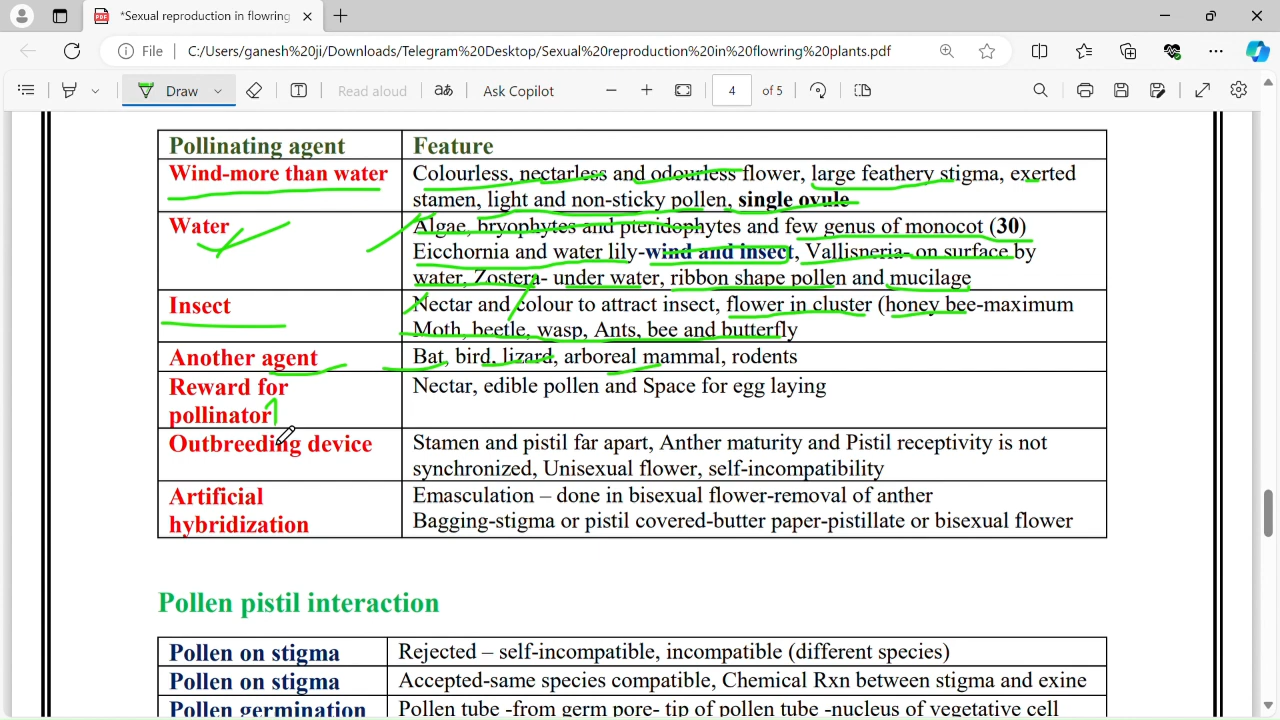 *Sexual reproduction in flowring
File
C:/Users/ganesh%20ji/Downloads/Telegram%20Desktop/Sexual%20reproduction%20in%20flowring%20plants.pdf
Draw
Read aloud
aあ
Ask Copilot
4
of 5
Pollinating agent
Feature
Wind-more than water
Colourless, nectarless and odourless flower, large feathery stigma, exerted
stamen, light and non-sticky pollen, single ovule
Water
Algae, bryophytes and pteridophytes and few genus of monocot (30)
Eicchornia and water lily-wind and insect, Vallisneria- on surface by
water, Zostera- under water, ribbon shape pollen and mucilage
Insect
Nectar and colour to attract insect, flower in cluster (honey bee-maximum
Moth, beetle, wasp, Ants, bee and butterfly
Another agent
Bat, bird, lizard, arboreal mammal, rodents
Reward for
pollinator
Nectar, edible pollen and Space for egg laying
Outbreeding device
Stamen and pistil far apart, Anther maturity and Pistil receptivity is not
synchronized, Unisexual flower, self-incompatibility
Artificial
hybridization
Emasculation – done in bisexual flower-removal of anther
Bagging-stigma or pistil covered-butter paper-pistillate or bisexual flower
Pollen pistil interaction
Pollen on stigma
Rejected – self-incompatible, incompatible (different species)
Pollen on stigma
Accepted-same species compatible, Chemical Rxn between stigma and exine
Pollen germination
Pollen tube -from germ pore- tip of pollen tube -nucleus of vegetative cell